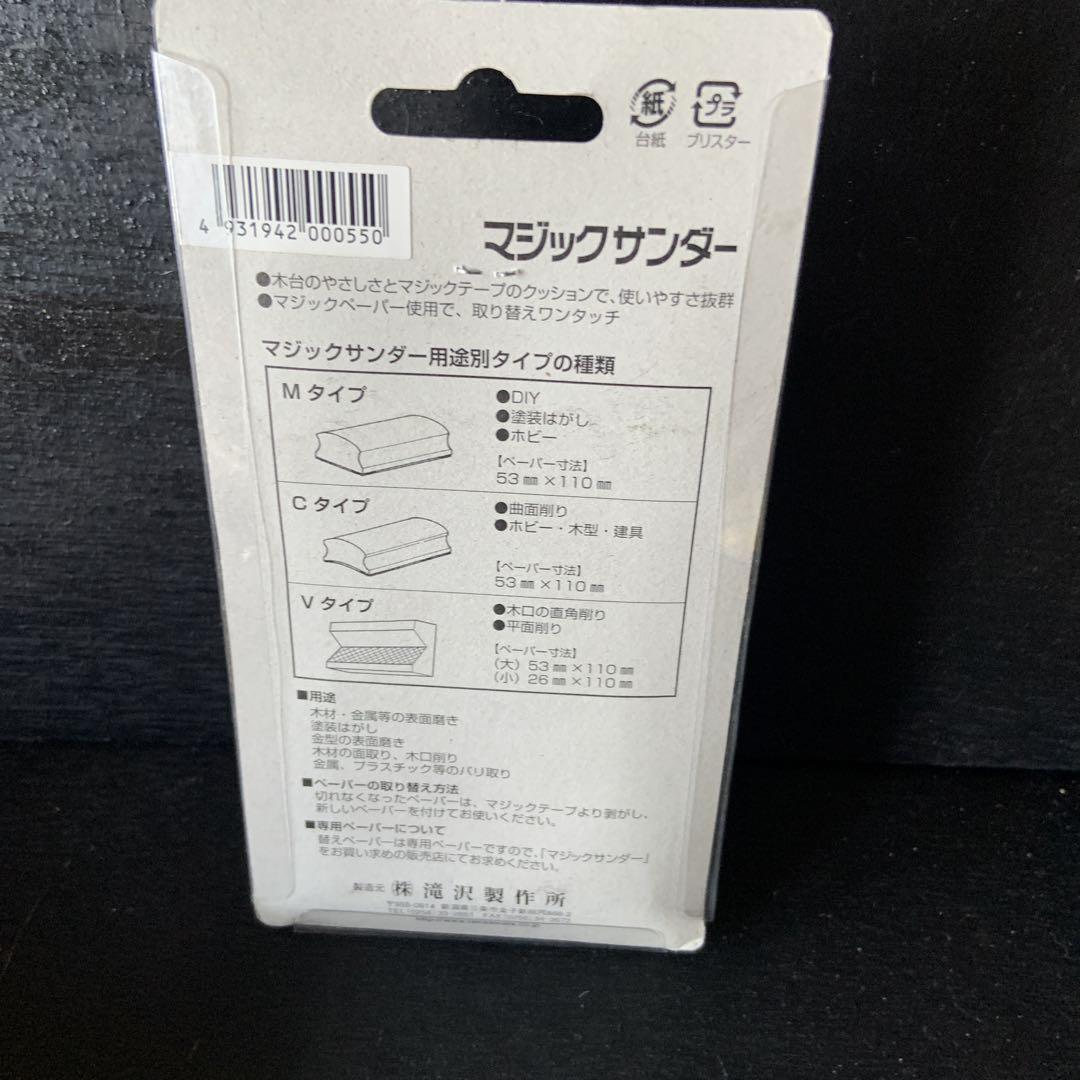 紙
プラ
台紙
ブリスター
4 931942 000550
マジックサンダー
●木台のやさしさとマジックテープのクッションで、使いやすさ抜群
●マジックペーパー使用で、取り替えワンタッチ
マジックサンダー用途別タイプの種類
M タイプ
●DIY
●塗装はがし
●ホビー
【ペーパー寸法】
53㎜×110㎜
C タイプ
●曲面削り
●ホビー・木型・建具
【ペーパー寸法】
53㎜×110㎜
V タイプ
●木口の直角削り
●平面削り
【ペーパー寸法】
(大) 53㎜×110㎜
(小) 26㎜×110㎜
■用途
木材・金属等の表面磨き
塗装はがし
金型の表面磨き
木材の面取り、木口削り
金属、プラスチック等のバリ取り
■ペーパーの取り替え方法
切れなくなったペーパーは、マジックテープより剥がし、
新しいペーパーを付けてお使いください。
■専用ペーパーについて
替えペーパーは専用ペーパーですので、「マジックサンダー」
をお買い求めの販売店にてお求めください。
製造元 ㈱ 滝沢製作所